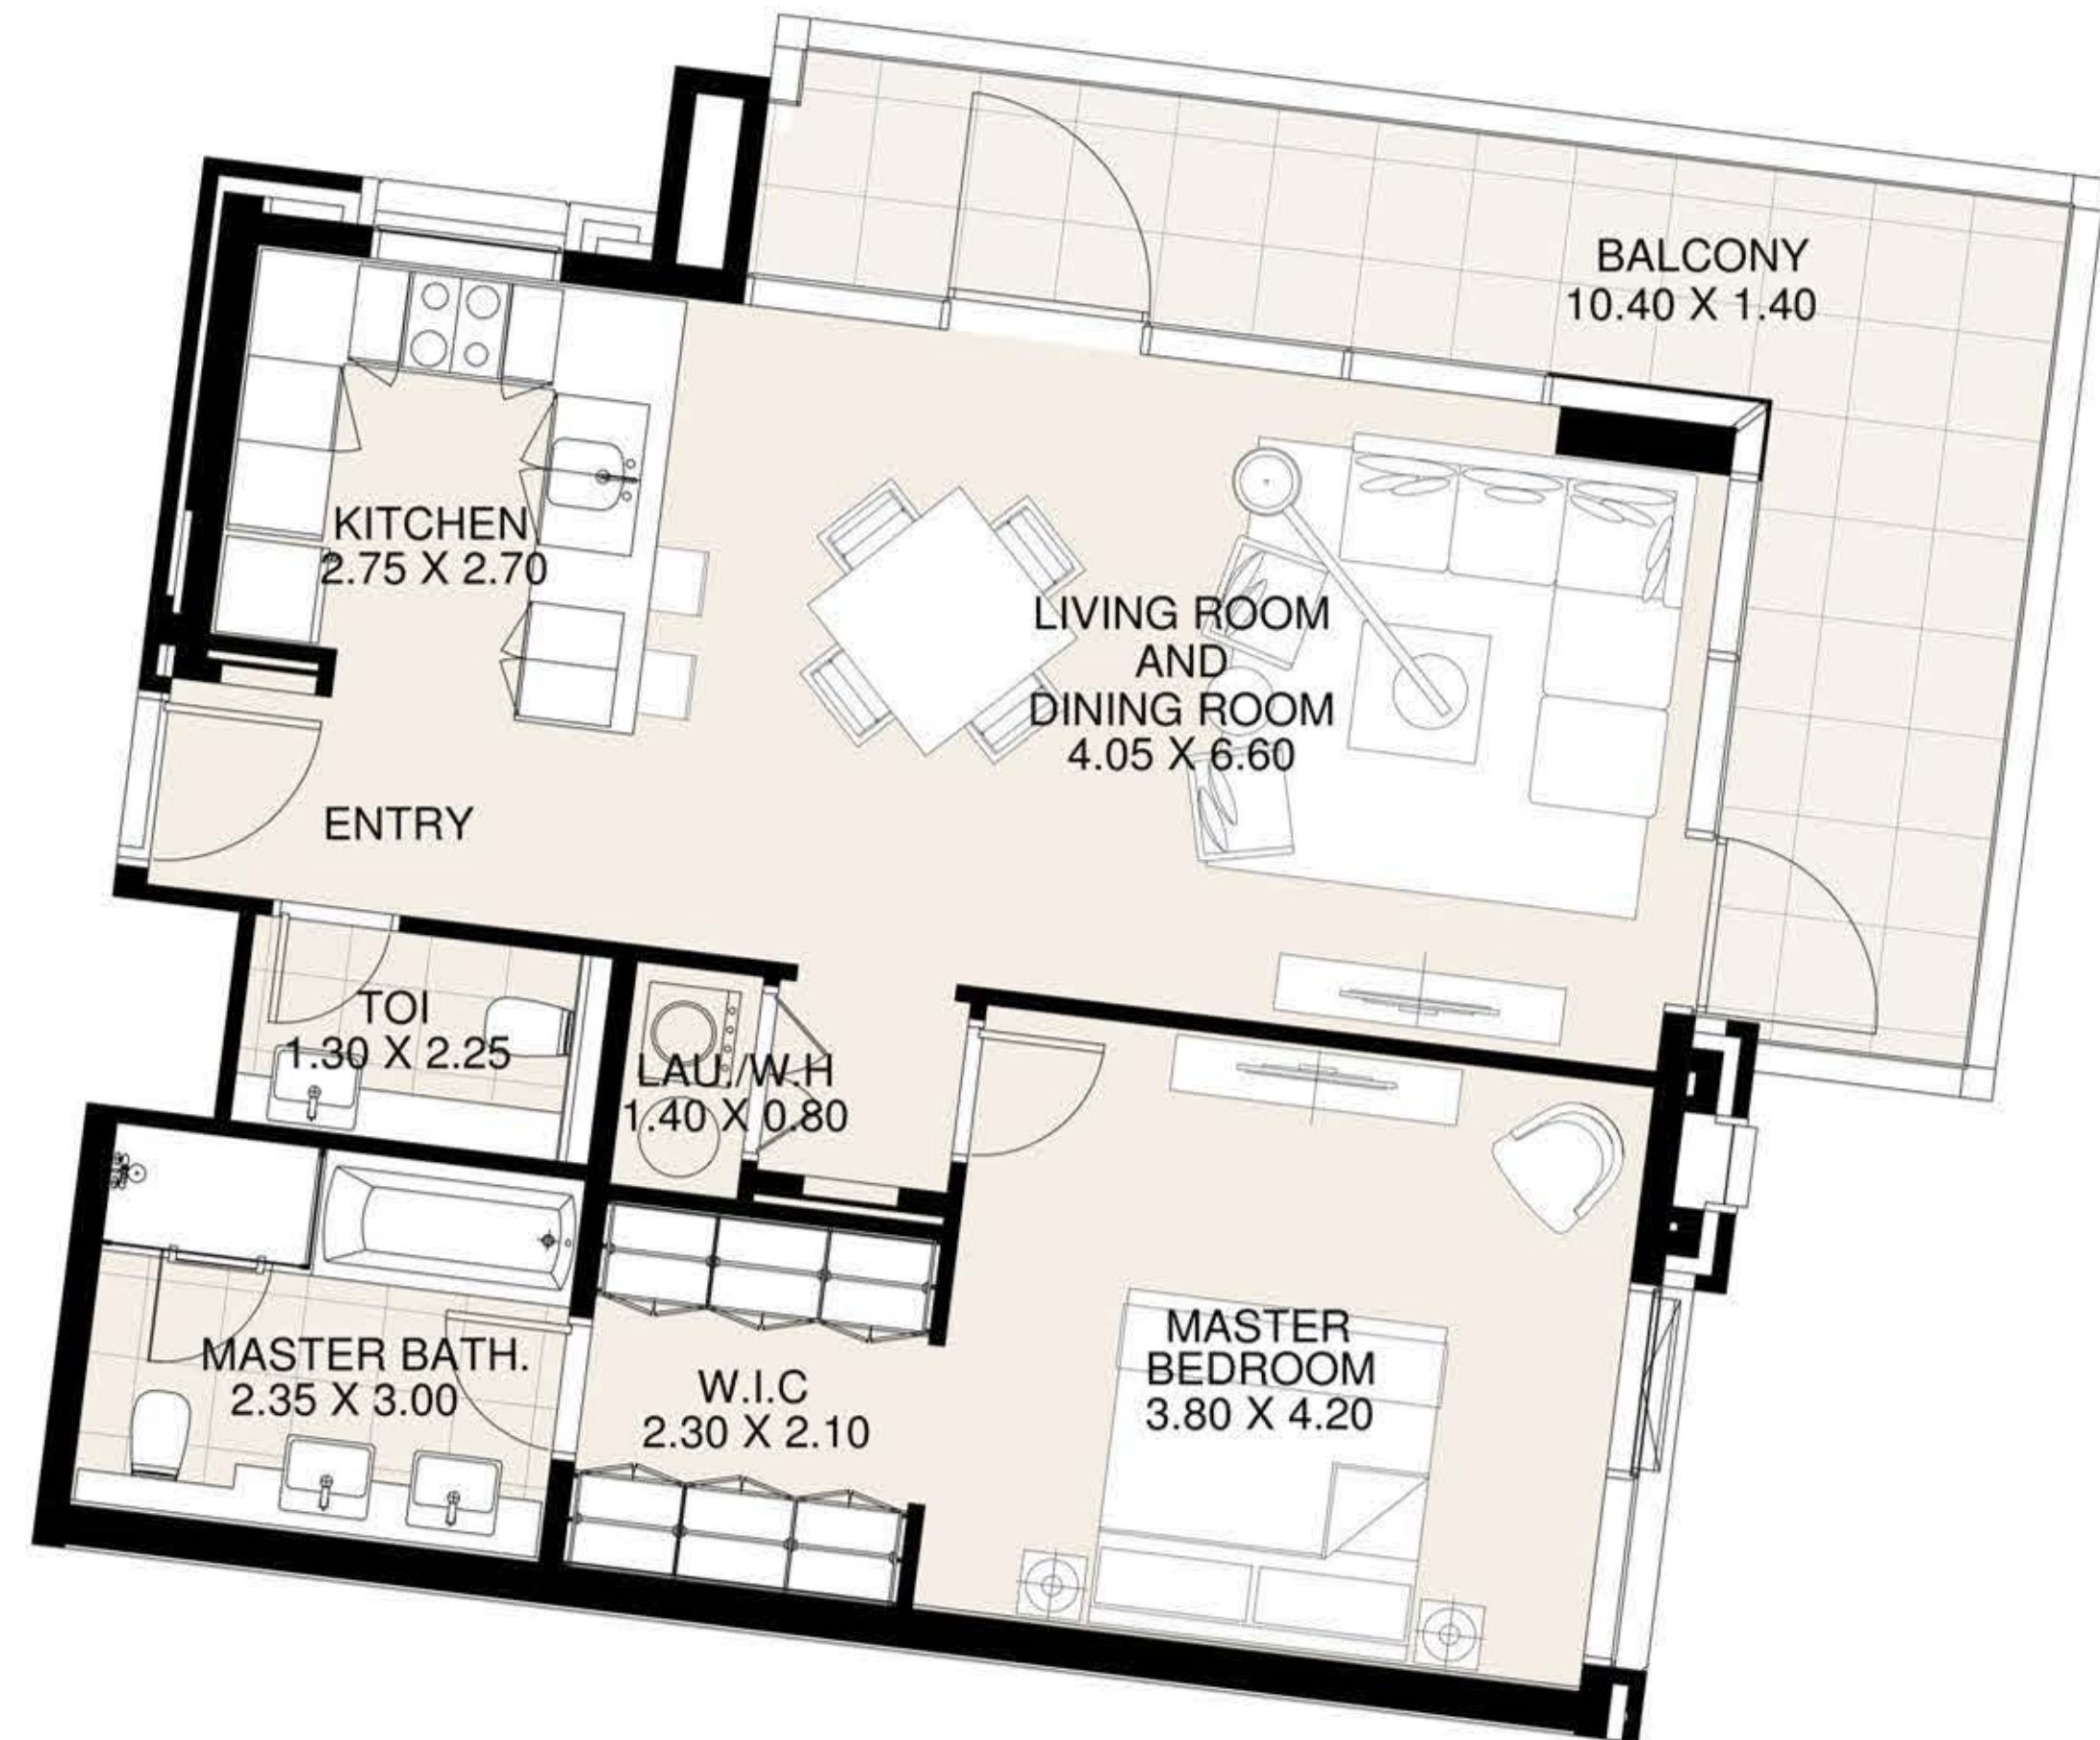 BALCONY
10.40 X 1.40
KITCHEN
2.75 X 2.70
LIVING ROOM
AND
DINING ROOM
4.05 X 6.60
ENTRY
TOI
1.30 X 2.25
LAU./W.H
1.40 X 0.80
MASTER BATH.
2.35 X 3.00
W.I.C
2.30 X 2.10
MASTER
BEDROOM
3.80 X 4.20